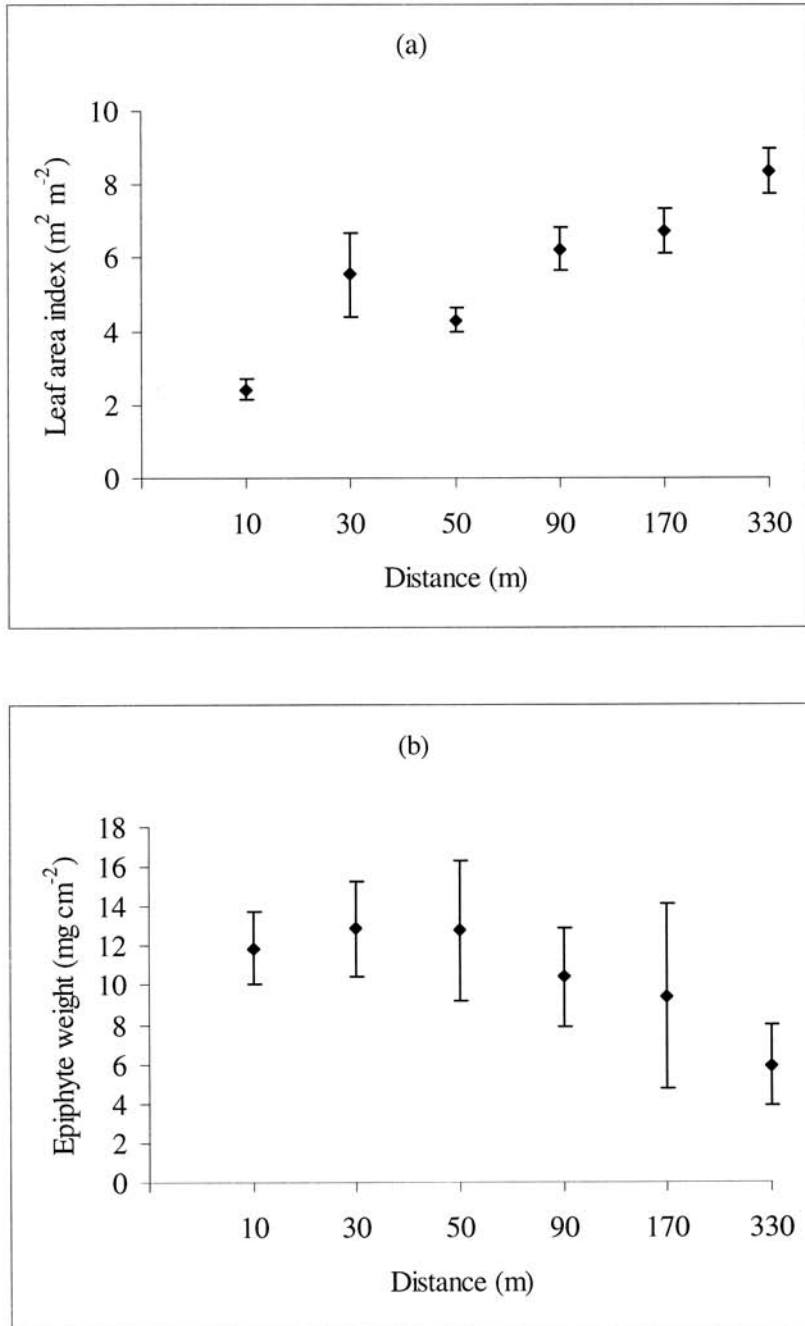 (a)
Leaf area index (m² m⁻²)
10
8
6
4
2
0
10 30 50 90 170 330
Distance (m)
(b)
Epiphyte weight (mg cm⁻²)
18
16
14
12
10
8
6
4
2
0
10 30 50 90 170 330
Distance (m)